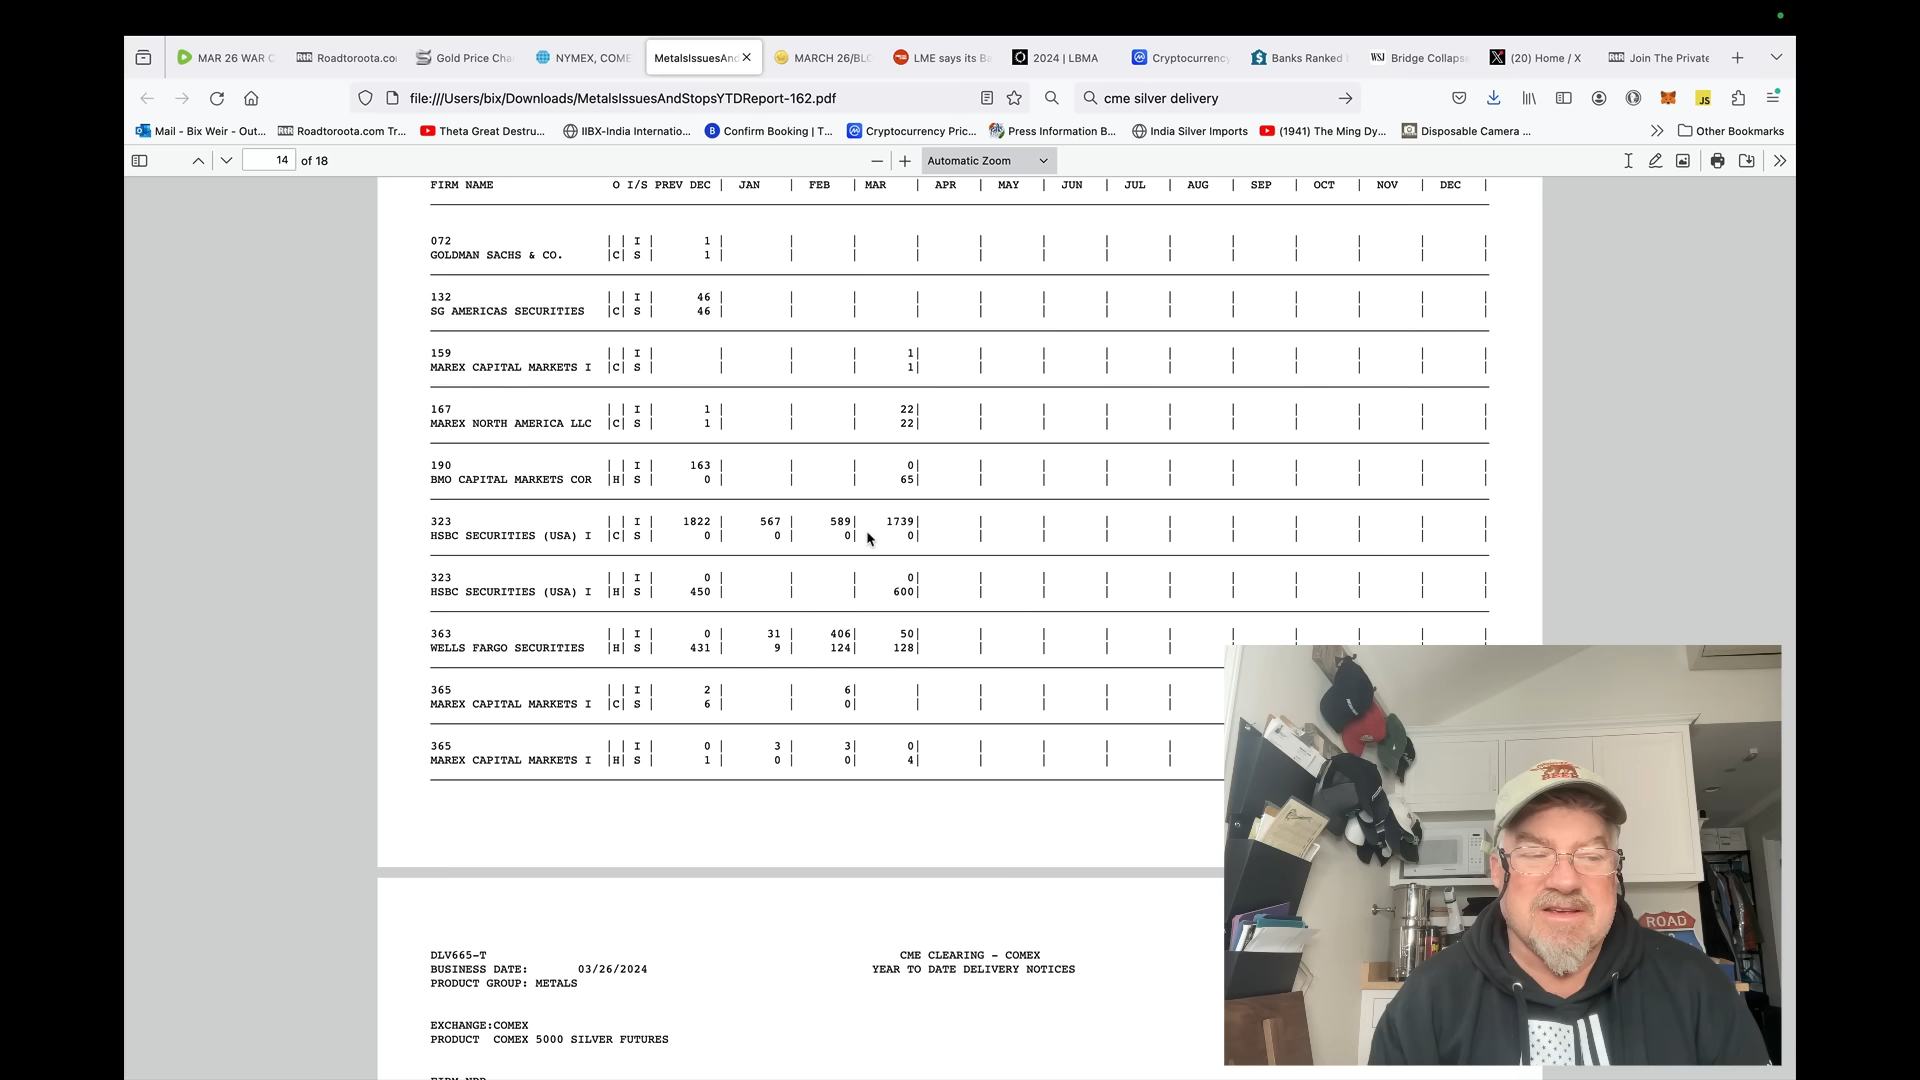 MAR 26 WAR C
RtR Roadtoroota.co
Gold Price Cha
NYMEX, COME
MetalsIssuesAn
MARCH 26/BL
LME says its Ba
2024 | LBMA
Cryptocurrency
Banks Ranked
WSJ Bridge Collaps
(20) Home / X
RtR Join The Private
file:///Users/bix/Downloads/MetalsIssuesAndStopsYTDReport-162.pdf
cme silver delivery
JS
Mail - Bix Weir - Out...
RtR Roadtoroota.com Tr...
Theta Great Destru...
IIBX-India Internatio...
B Confirm Booking | T...
Cryptocurrency Pric...
Press Information B...
India Silver Imports
(1941) The Ming Dy...
Disposable Camera ...
Other Bookmarks
14 of 18
Automatic Zoom
FIRM NAME O I/S PREV DEC | JAN | FEB | MAR | APR | MAY | JUN | JUL | AUG | SEP | OCT | NOV | DEC |
072 | | I | 1 | | | | | | | | | | | | |
GOLDMAN SACHS & CO. |C| S | 1 | | | | | | | | | | | | |
132 | | I | 46 | | | | | | | | | | | | |
SG AMERICAS SECURITIES |C| S | 46 | | | | | | | | | | | | |
159 | | I | | | | 1| | | | | | | | | |
MAREX CAPITAL MARKETS I |C| S | | | | 1| | | | | | | | | |
167 | | I | 1 | | | 22| | | | | | | | | |
MAREX NORTH AMERICA LLC |C| S | 1 | | | 22| | | | | | | | | |
190 | | I | 163 | | | 0| | | | | | | | | |
BMO CAPITAL MARKETS COR |H| S | 0 | | | 65| | | | | | | | | |
323 | | I | 1822 | 567 | 589| 1739| | | | | | | | | |
HSBC SECURITIES (USA) I |C| S | 0 | 0 | 0| 0| | | | | | | | | |
323 | | I | 0 | | | 0| | | | | | | | | |
HSBC SECURITIES (USA) I |H| S | 450 | | | 600| | | | | | | | | |
363 | | I | 0 | 31 | 406| 50| | | | | | | | | |
WELLS FARGO SECURITIES |H| S | 431 | 9 | 124| 128| | | | |
365 | | I | 2 | | 6| | | | | |
MAREX CAPITAL MARKETS I |C| S | 6 | | 0| | | | | |
365 | | I | 0 | 3 | 3| 0| | | | |
MAREX CAPITAL MARKETS I |H| S | 1 | 0 | 0| 4| | | | |
ROAD
DLV665-T CME CLEARING - COMEX
BUSINESS DATE: 03/26/2024 YEAR TO DATE DELIVERY NOTICES
PRODUCT GROUP: METALS
EXCHANGE:COMEX
PRODUCT COMEX 5000 SILVER FUTURES